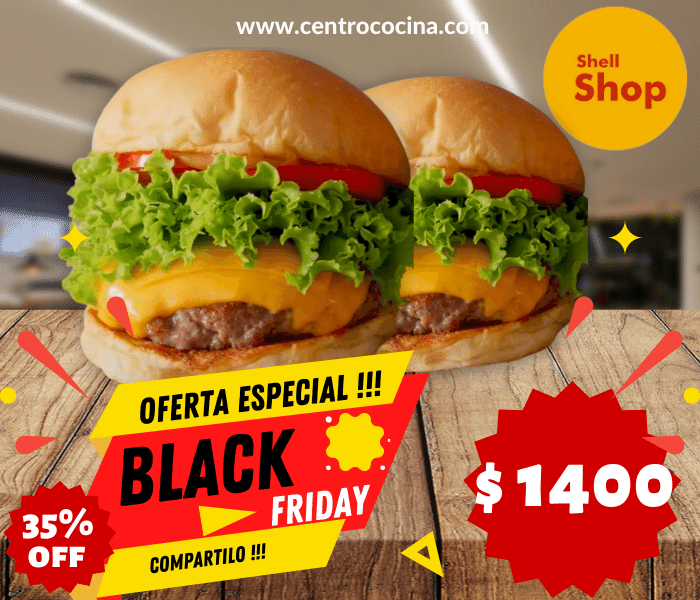 www.centrococina.com
Shell
Shop
OFERTA ESPECIAL !!!
BLACK
FRIDAY
COMPARTILO !!!
35%
OFF
$ 1400